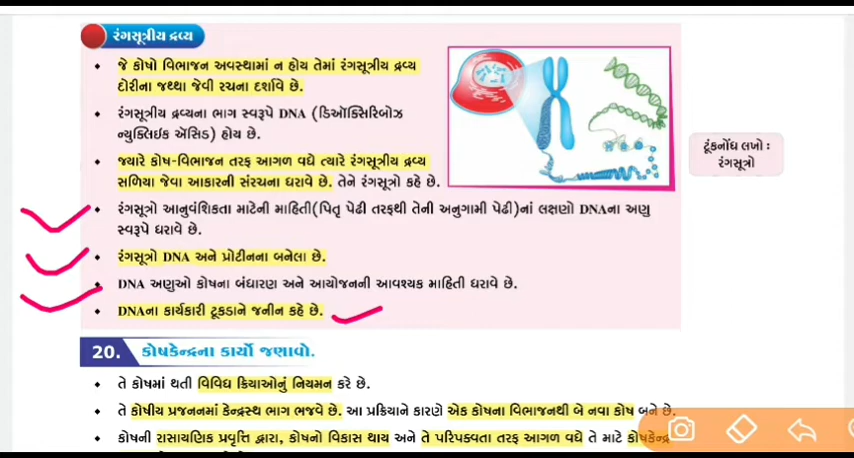 રંગસૂત્રીય દ્રવ્ય
જે કોષો વિભાજન અવસ્થામાં ન હોય તેમાં રંગસૂત્રીય દ્રવ્ય
દોરીના જથ્થા જેવી રચના દર્શાવે છે.
રંગસૂત્રીય દ્રવ્યના ભાગ સ્વરૂપે DNA (ડિઑક્સિરિબોઝ
ન્યુક્લિઇક ઍસિડ) હોય છે.
જ્યારે કોષ-વિભાજન તરફ આગળ વધે ત્યારે રંગસૂત્રીય દ્રવ્ય
સળિયા જેવા આકારની સંરચના ધરાવે છે. તેને રંગસૂત્રો કહે છે.
ટૂંકનોંધ લખો :
રંગસૂત્રો
રંગસૂત્રો આનુવંશિકતા માટેની માહિતી(પિતૃ પેઢી તરફથી તેની અનુગામી પેઢી)નાં લક્ષણો DNAના અણુ
સ્વરૂપે ધરાવે છે.
રંગસૂત્રો DNA અને પ્રોટીનના બનેલા છે.
DNA અણુઓ કોષના બંધારણ અને આયોજનની આવશ્યક માહિતી ધરાવે છે.
DNAના કાર્યકારી ટૂકડાને જનીન કહે છે.
20. કોષકેન્દ્રના કાર્યો જણાવો.
તે કોષમાં થતી વિવિધ ક્રિયાઓનું નિયમન કરે છે.
તે કોષીય પ્રજનનમાં કેન્દ્રસ્થ ભાગ ભજવે છે. આ પ્રક્રિયાને કારણે એક કોષના વિભાજનથી બે નવા કોષ બને છે.
કોષની રાસાયણિક પ્રવૃત્તિ દ્વારા, કોષનો વિકાસ થાય અને તે પરિપક્વતા તરફ આગળ વધે તે માટે કોષકેન્દ્ર